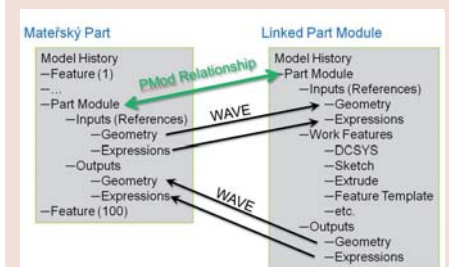 Mateřský Part
Model History
—Feature (1)
—...
—Part Module
—Inputs (References)
—Geometry
—Expressions
—Outputs
—Geometry
—Expressions
—Feature (100)
PMod Relationship
WAVE
WAVE
Linked Part Module
Model History
—Part Module
—Inputs (References)
—Geometry
—Expressions
—Work Features
—DCSYS
—Sketch
—Extrude
—Feature Template
—etc.
—Outputs
—Geometry
—Expressions